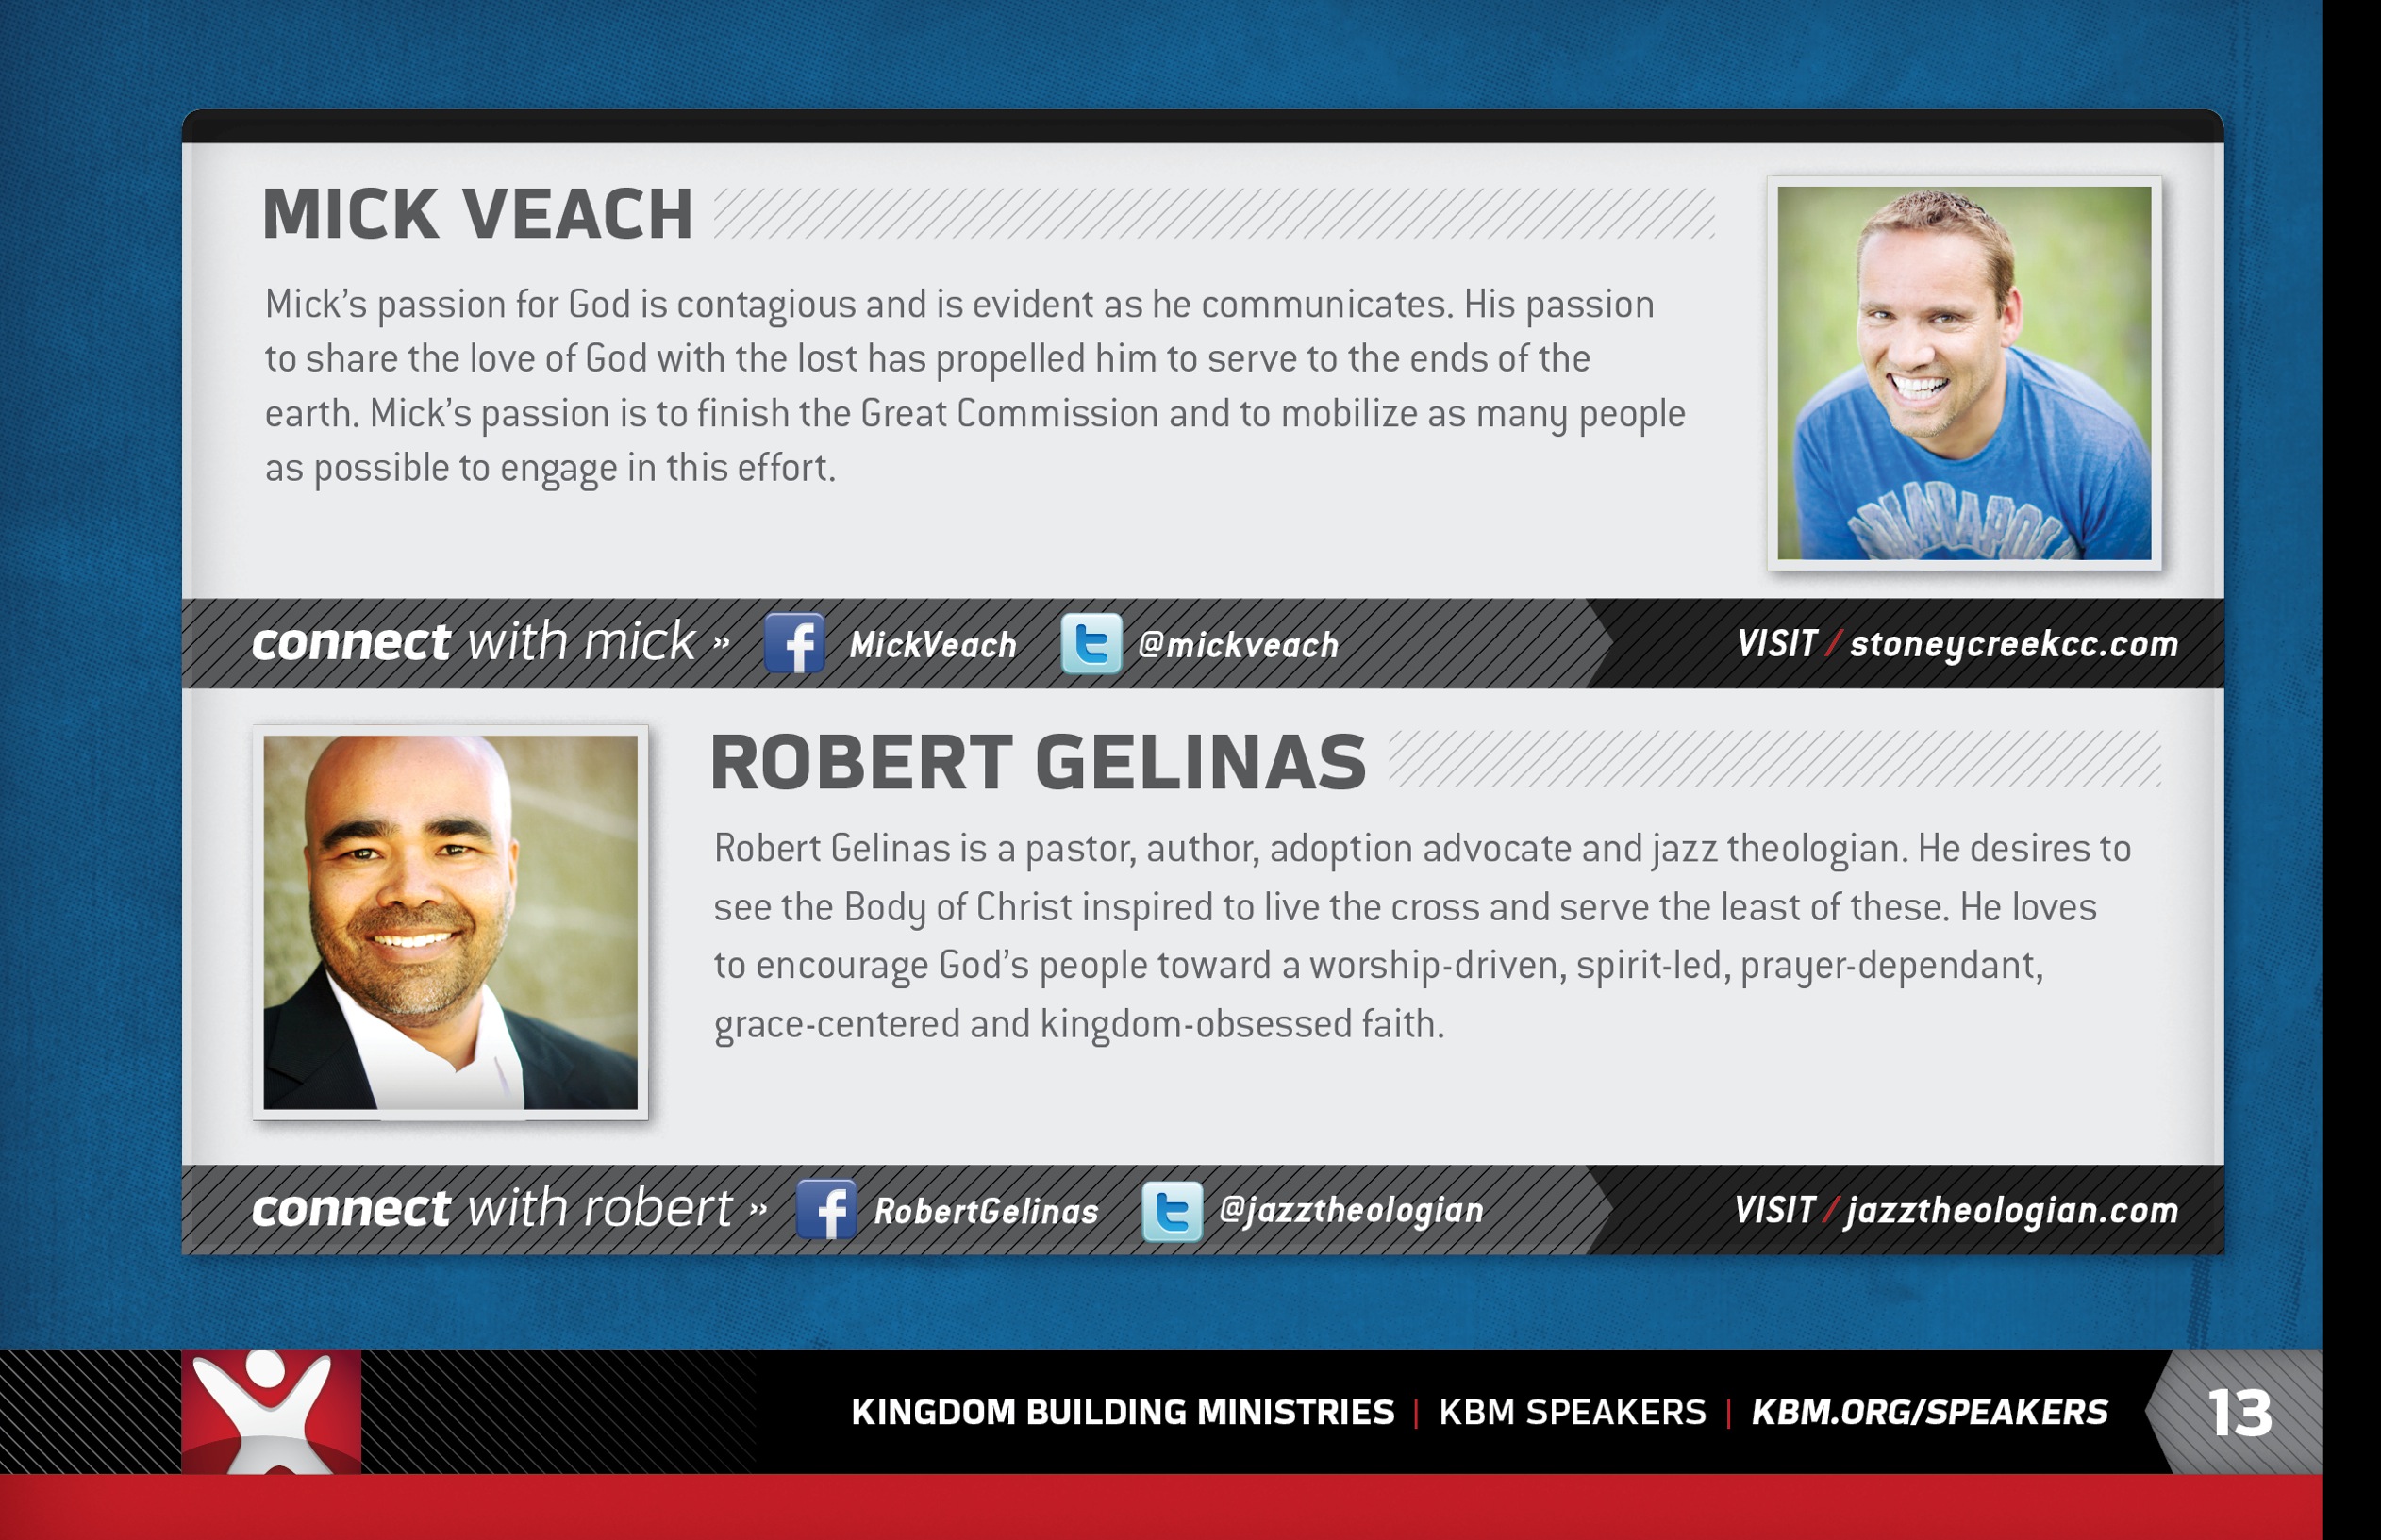 MICK VEACH
Mick’s passion for God is contagious and is evident as he communicates. His passion
to share the love of God with the lost has propelled him to serve to the ends of the
earth. Mick’s passion is to finish the Great Commission and to mobilize as many people
as possible to engage in this effort.
connect with mick » f MickVeach t @mickveach VISIT / stoneycreekcc.com
ROBERT GELINAS
Robert Gelinas is a pastor, author, adoption advocate and jazz theologian. He desires to
see the Body of Christ inspired to live the cross and serve the least of these. He loves
to encourage God’s people toward a worship-driven, spirit-led, prayer-dependant,
grace-centered and kingdom-obsessed faith.
connect with robert » f RobertGelinas t @jazztheologian VISIT / jazztheologian.com
KINGDOM BUILDING MINISTRIES | KBM SPEAKERS | KBM.ORG/SPEAKERS 13